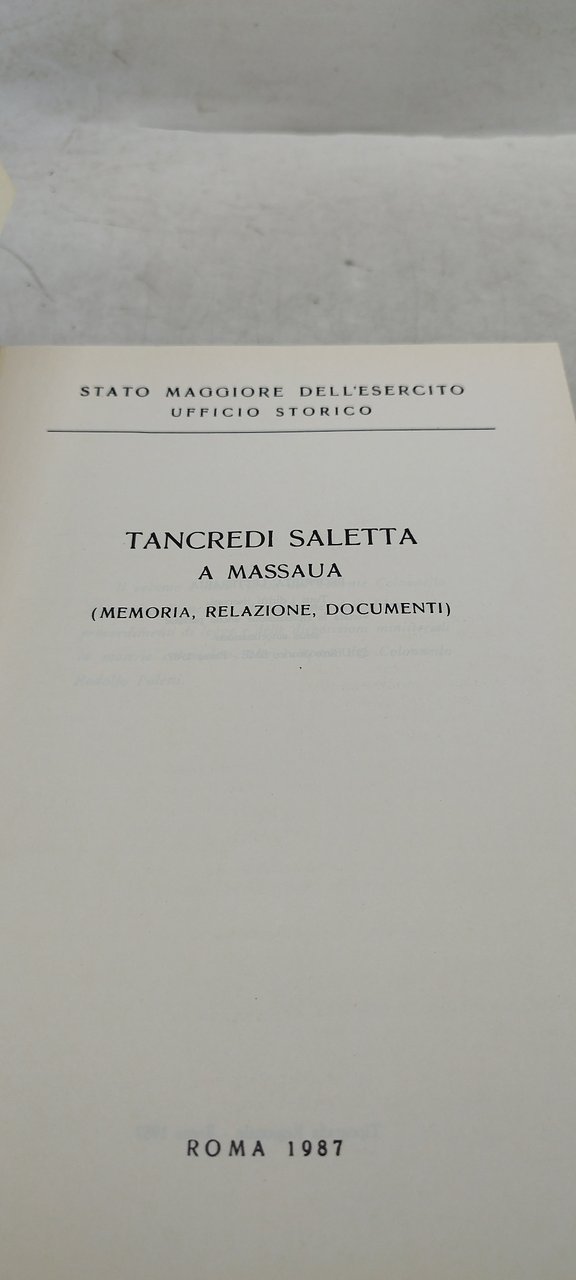 STATO MAGGIORE DELL'ESERCITO
UFFICIO STORICO
TANCREDI SALETTA
A MASSAUA
(MEMORIA, RELAZIONE, DOCUMENTI)
ROMA 1987